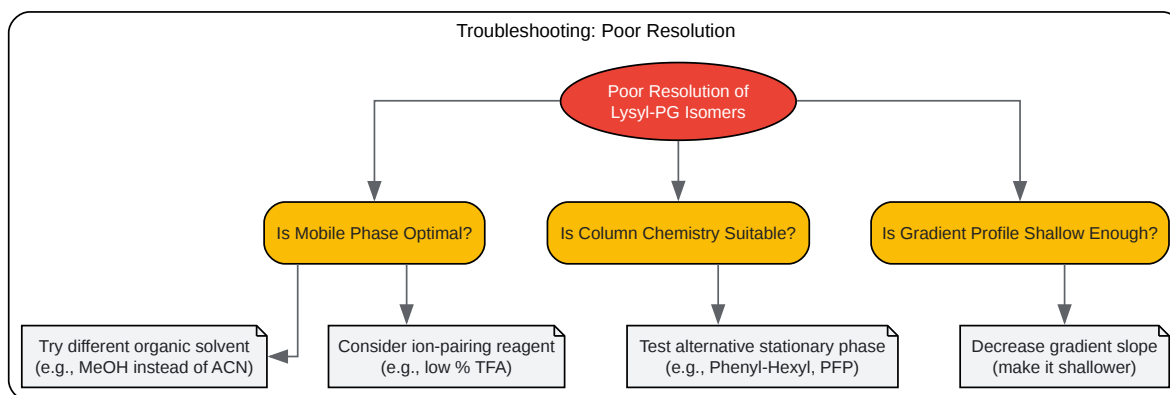 Troubleshooting: Poor Resolution
Poor Resolution of
Lysyl-PG Isomers
Is Mobile Phase Optimal?
Is Column Chemistry Suitable?
Is Gradient Profile Shallow Enough?
Try different organic solvent
(e.g., MeOH instead of ACN)
Consider ion-pairing reagent
(e.g., low % TFA)
Test alternative stationary phase
(e.g., Phenyl-Hexyl, PFP)
Decrease gradient slope
(make it shallower)